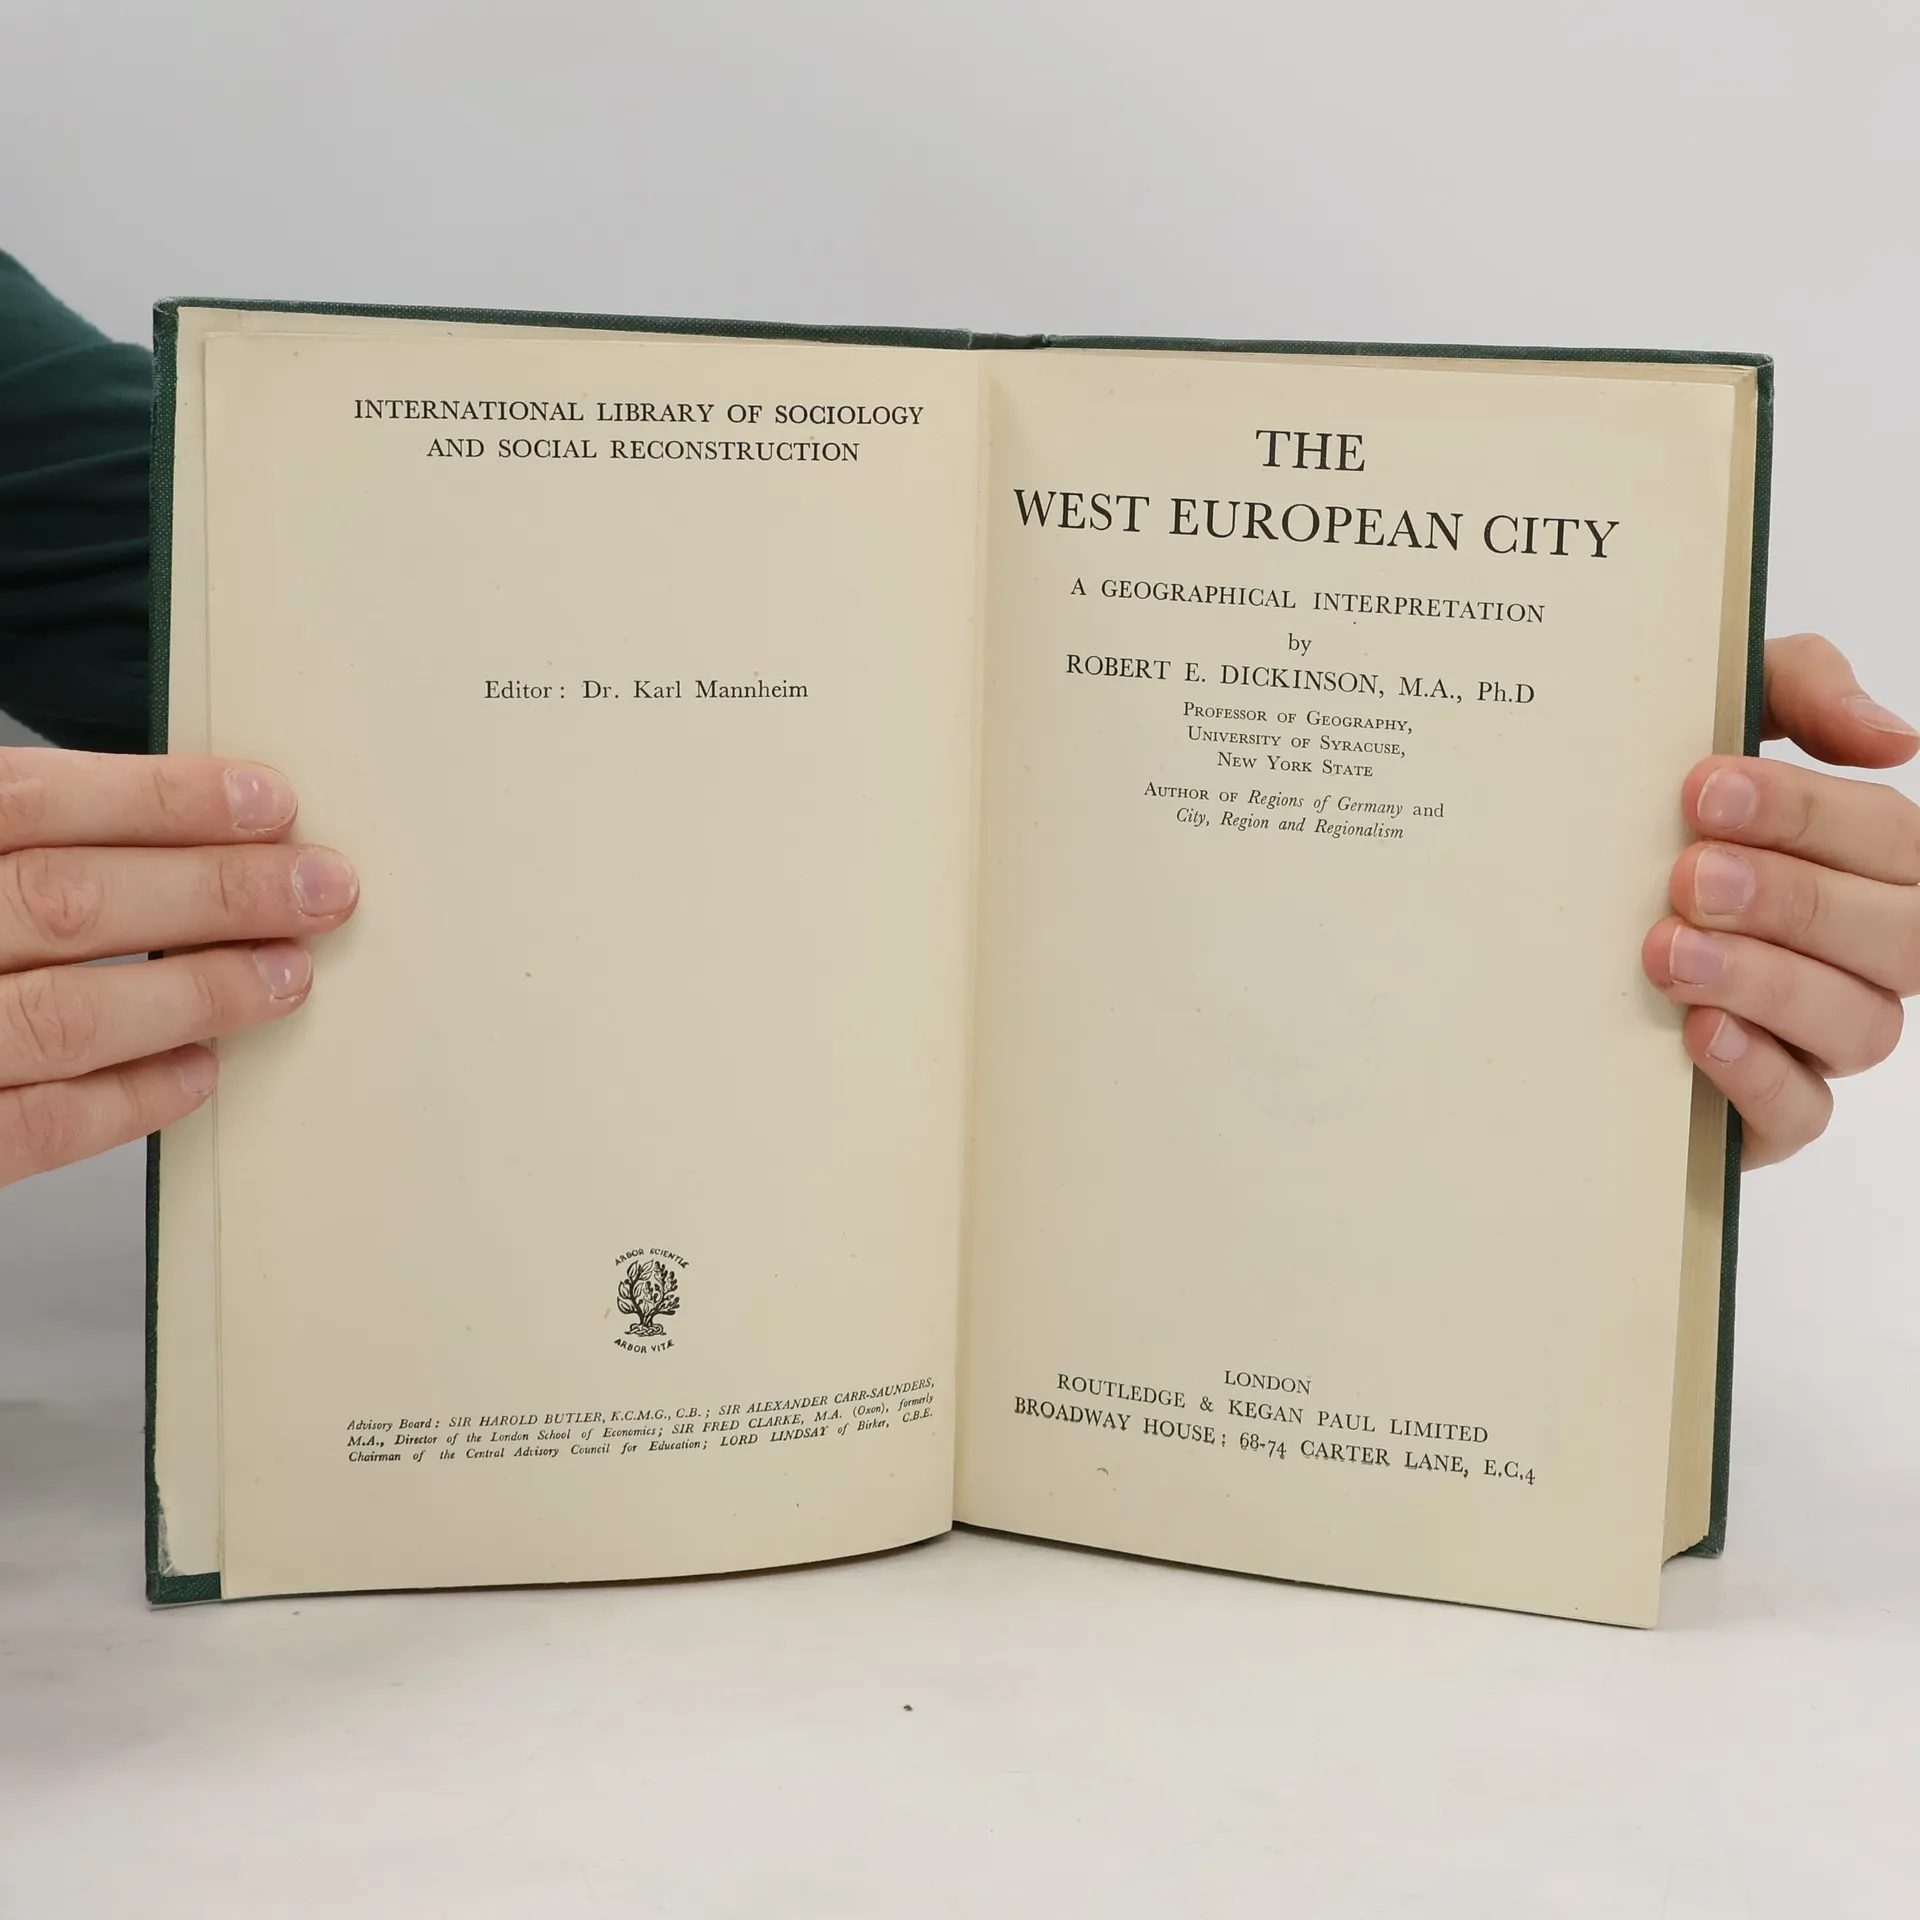 INTERNATIONAL LIBRARY OF SOCIOLOGY
AND SOCIAL RECONSTRUCTION
Editor: Dr. Karl Mannheim
ARBOR SCIENTIÆ
ARBOR VITÆ
Advisory Board: SIR HAROLD BUTLER, K.C.M.G., C.B.; SIR ALEXANDER CARR-SAUNDERS,
M.A., Director of the London School of Economics; SIR FRED CLARKE, M.A. (Oxon), formerly
Chairman of the Central Advisory Council for Education; LORD LINDSAY of Birker, C.B.E.
THE
WEST EUROPEAN CITY
A GEOGRAPHICAL INTERPRETATION
by
ROBERT E. DICKINSON, M.A., Ph.D
PROFESSOR OF GEOGRAPHY,
UNIVERSITY OF SYRACUSE,
NEW YORK STATE
AUTHOR OF Regions of Germany and
City, Region and Regionalism
LONDON
ROUTLEDGE & KEGAN PAUL LIMITED
BROADWAY HOUSE: 68-74 CARTER LANE, E.C.4